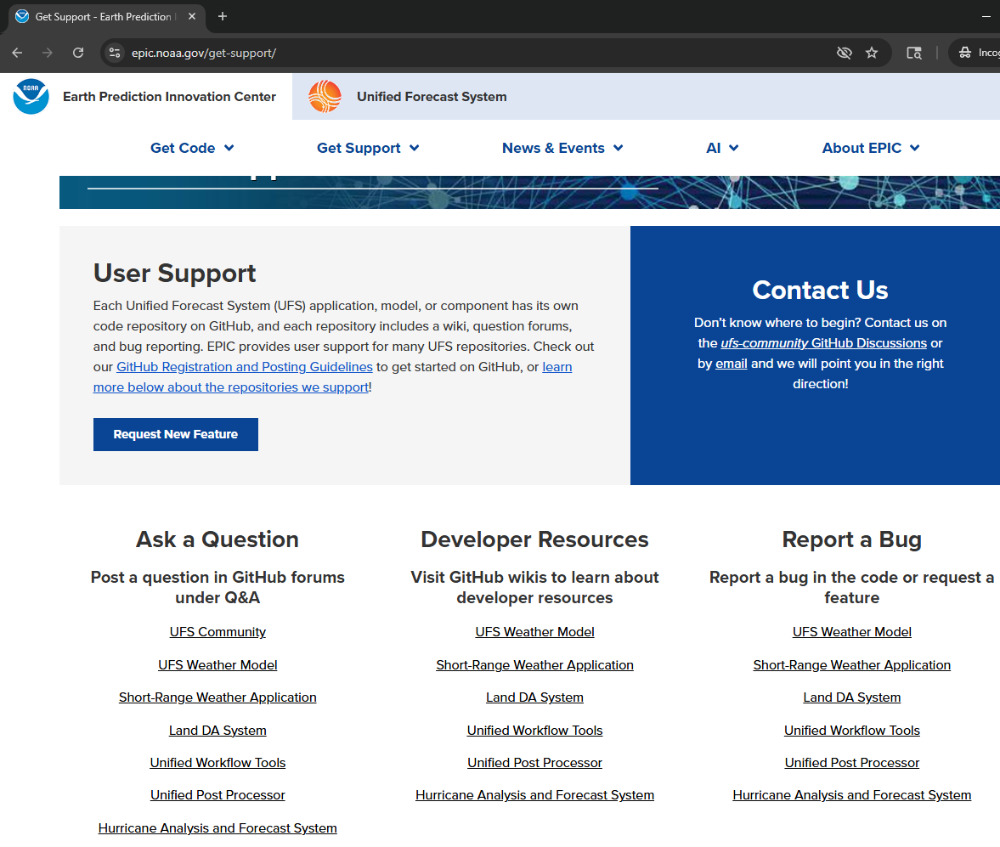 Get Support - Earth Prediction
epic.noaa.gov/get-support/
NOAA
Earth Prediction Innovation Center
Unified Forecast System
Get Code
Get Support
News & Events
AI
About EPIC
User Support
Each Unified Forecast System (UFS) application, model, or component has its own
code repository on GitHub, and each repository includes a wiki, question forums,
and bug reporting. EPIC provides user support for many UFS repositories. Check out
our GitHub Registration and Posting Guidelines to get started on GitHub, or learn
more below about the repositories we support!
Request New Feature
Contact Us
Don't know where to begin? Contact us on
the ufs-community GitHub Discussions or
by email and we will point you in the right
direction!
Ask a Question
Post a question in GitHub forums
under Q&A
UFS Community
UFS Weather Model
Short-Range Weather Application
Land DA System
Unified Workflow Tools
Unified Post Processor
Hurricane Analysis and Forecast System
Developer Resources
Visit GitHub wikis to learn about
developer resources
UFS Weather Model
Short-Range Weather Application
Land DA System
Unified Workflow Tools
Unified Post Processor
Hurricane Analysis and Forecast System
Report a Bug
Report a bug in the code or request a
feature
UFS Weather Model
Short-Range Weather Application
Land DA System
Unified Workflow Tools
Unified Post Processor
Hurricane Analysis and Forecast System